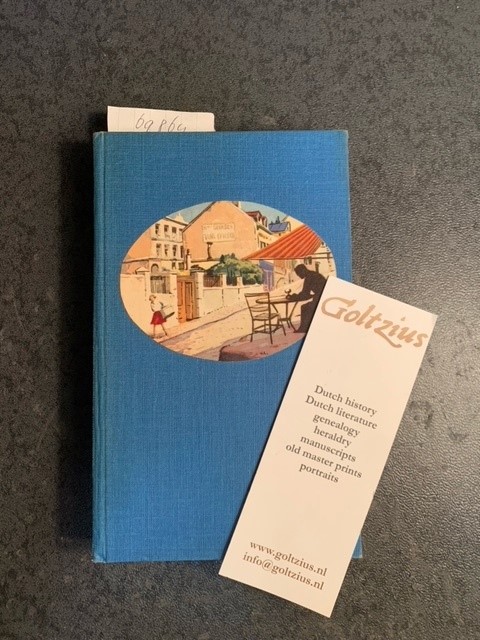 69864
Goltzius
Dutch history
Dutch literature
genealogy
heraldry
manuscripts
old master prints
portraits
www.goltzius.nl
info@goltzius.nl